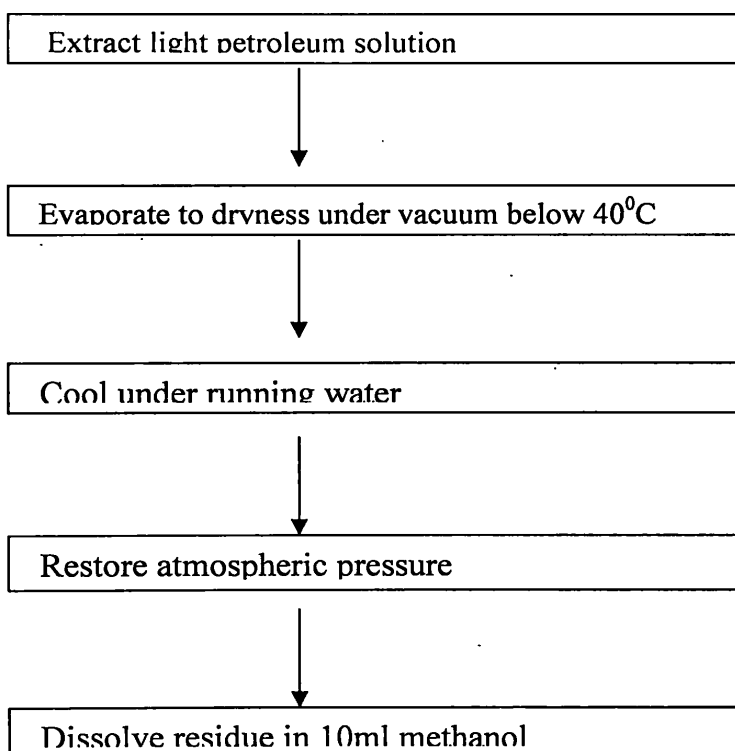 Extract light petroleum solution
Evaporate to dryness under vacuum below 40⁰C
Cool under running water
Restore atmospheric pressure
Dissolve residue in 10ml methanol